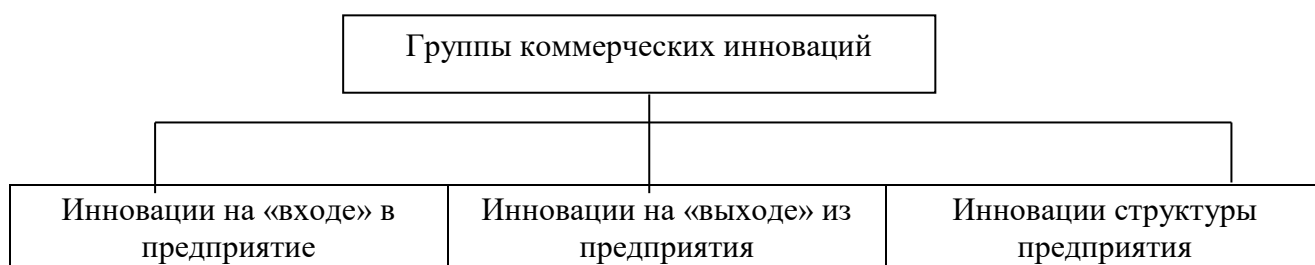 Группы коммерческих инноваций
Инновации на «входе» в
предприятие
Инновации на «выходе» из
предприятия
Инновации структуры
предприятия